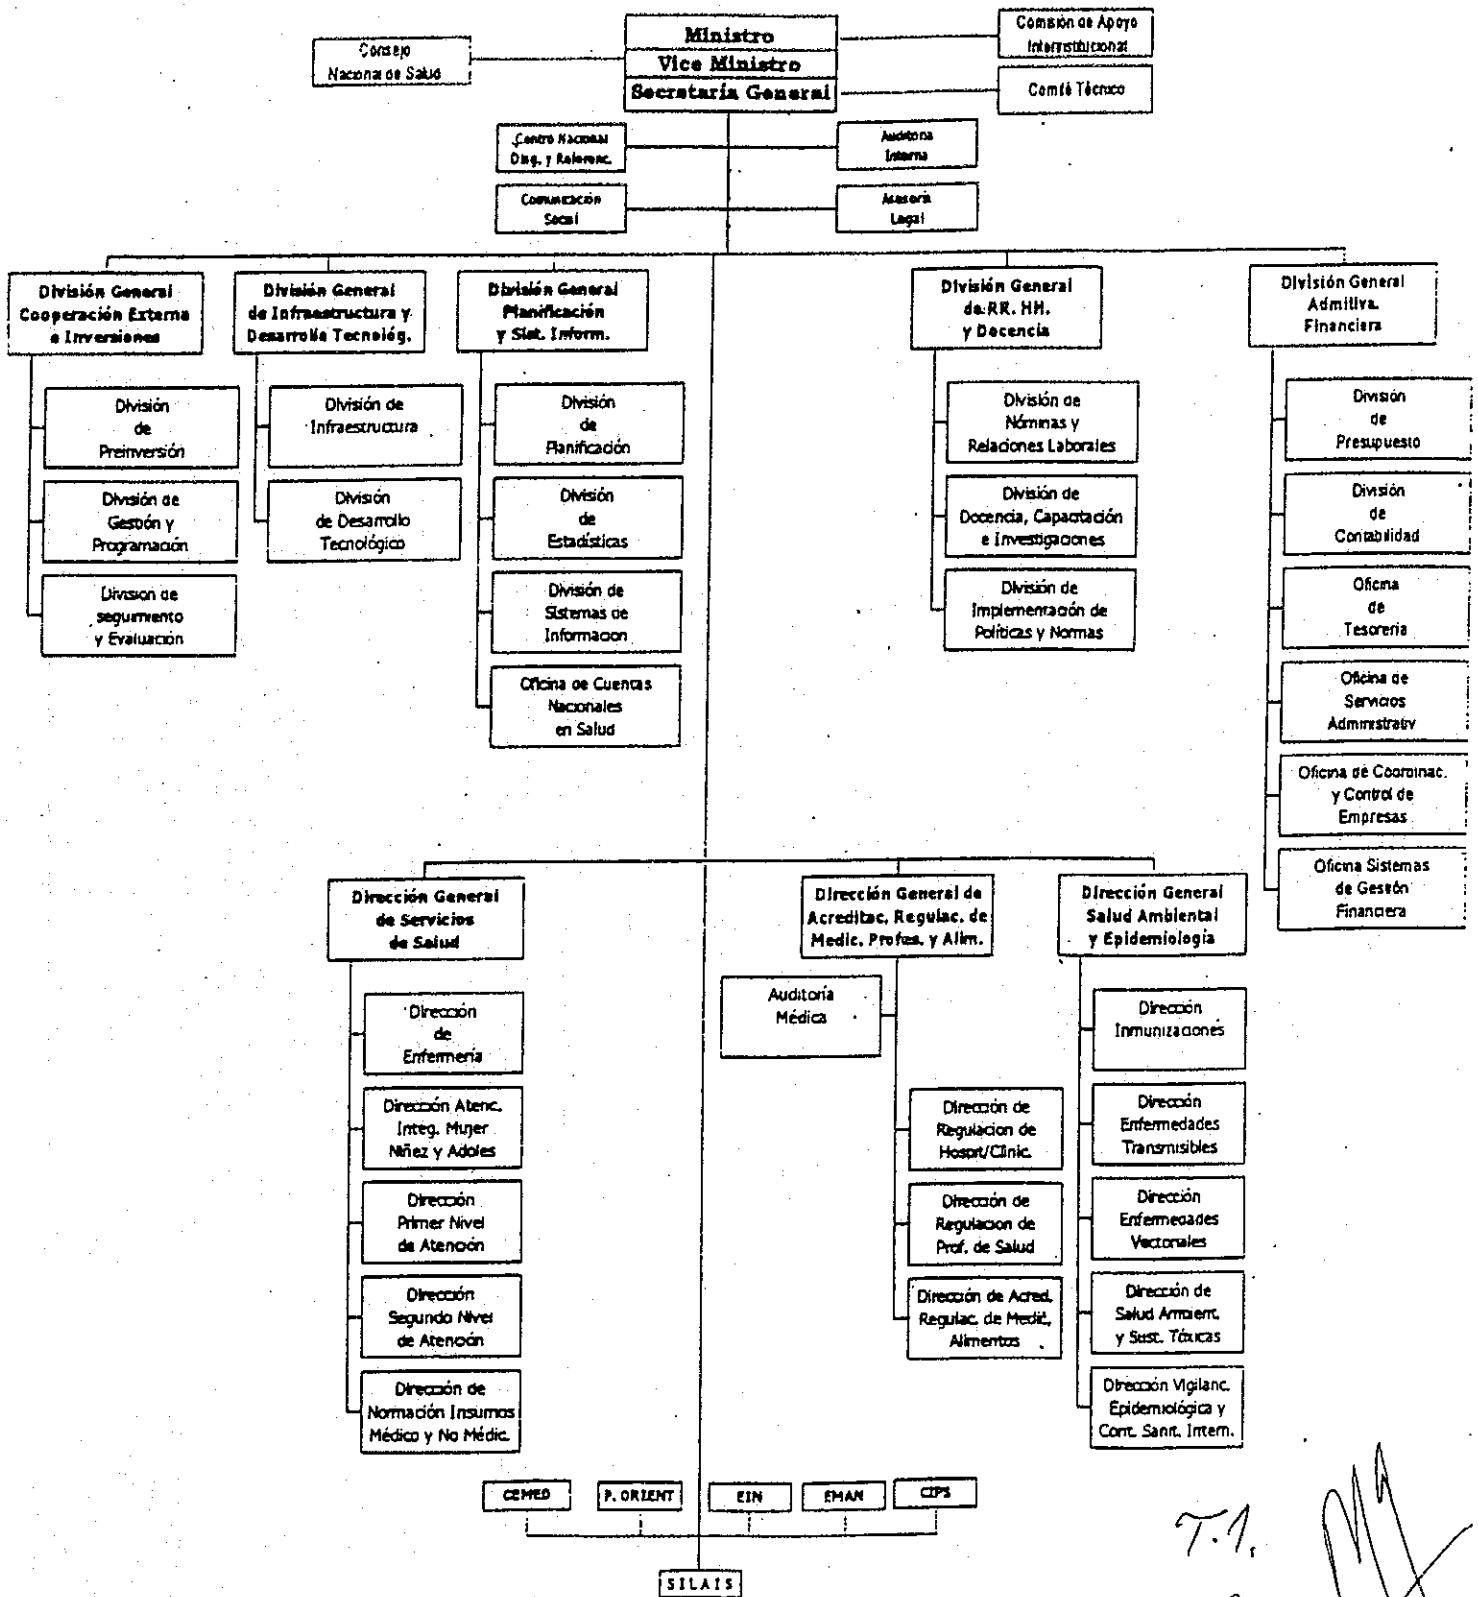 Ministro
Vice Ministro
Secretaría General
Consejo
Nacional de Salud
Comisión de Apoyo
Interinstitucional
Comité Técnico
Centro Nacional
Diag. y Referenc.
Auditoria
Interna
Comunicación
Social
Asesoría
Legal
División General
Cooperación Externa
e Inversiones
División
de
Preinversión
División de
Gestión y
Programación
Division de
seguimiento
y Evaluación
División General
de Infraestructura y
Desarrollo Tecnológ.
División de
Infraestructura
División
de Desarrollo
Tecnológico
División General
Planificación
y Sist. Inform.
División
de
Planificación
División
de
Estadísticas
División de
Sistemas de
Informacion
Oficina de Cuentas
Nacionales
en Salud
División General
de RR. HH.
y Docencia
División de
Nóminas y
Relaciones Laborales
División de
Docencia, Capacitación
e Investigaciones
División de
Implementación de
Políticas y Normas
División General
Admitiva.
Financiera
División
de
Presupuesto
División
de
Contabilidad
Oficina
de
Tesoreria
Oficina de
Servicios
Administrativ
Oficina de Coordinac.
y Control de
Empresas
Oficina Sistemas
de Gestión
Financiera
Dirección General
de Servicios
de Salud
Dirección
de
Enfermería
Dirección Atenc.
Integ. Mujer
Niñez y Adoles
Dirección
Primer Nivel
de Atención
Dirección
Segundo Nivel
de Atención
Dirección de
Normación Insumos
Médico y No Médic.
Dirección General de
Acreditac. Regulac. de
Medic. Profes. y Alim.
Auditoría
Médica
Dirección de
Regulacion de
Hospit/Clinic.
Dirección de
Regulacion de
Prof. de Salud
Dirección de Acred.
Regulac. de Medic,
Alimentos
Dirección General
Salud Ambiental
y Epidemiología
Dirección
Inmunizaciones
Dirección
Enfermedades
Transmisibles
Dirección
Enfermedades
Vectoriales
Dirección de
Salud Ambient.
y Sust. Tóxicas
Dirección Vigilanc.
Epidemiológica y
Cont. Sanit. Intern.
CEMED
P. ORIENT
EIN
EMAN
CIPS
SILAIS
T.1.